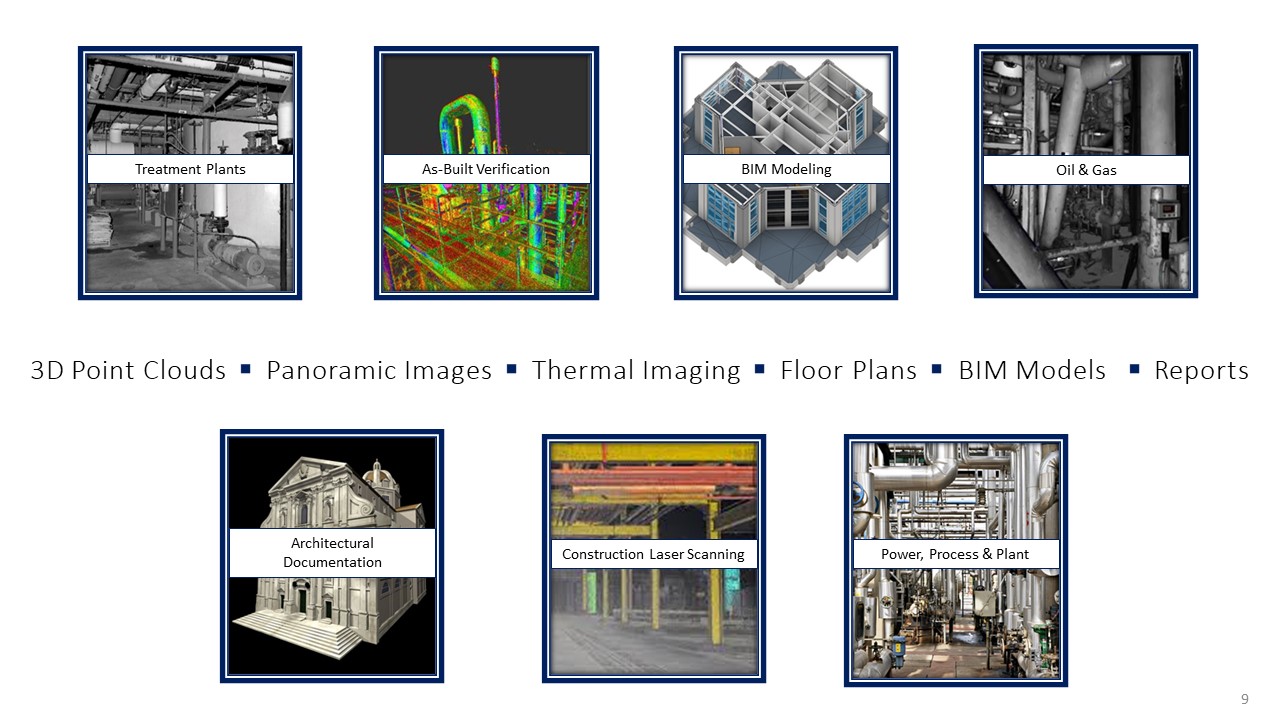 Treatment Plants
As-Built Verification
BIM Modeling
Oil & Gas
3D Point Clouds ▪ Panoramic Images ▪ Thermal Imaging ▪ Floor Plans ▪ BIM Models ▪ Reports
Architectural
Documentation
Construction Laser Scanning
Power, Process & Plant
9